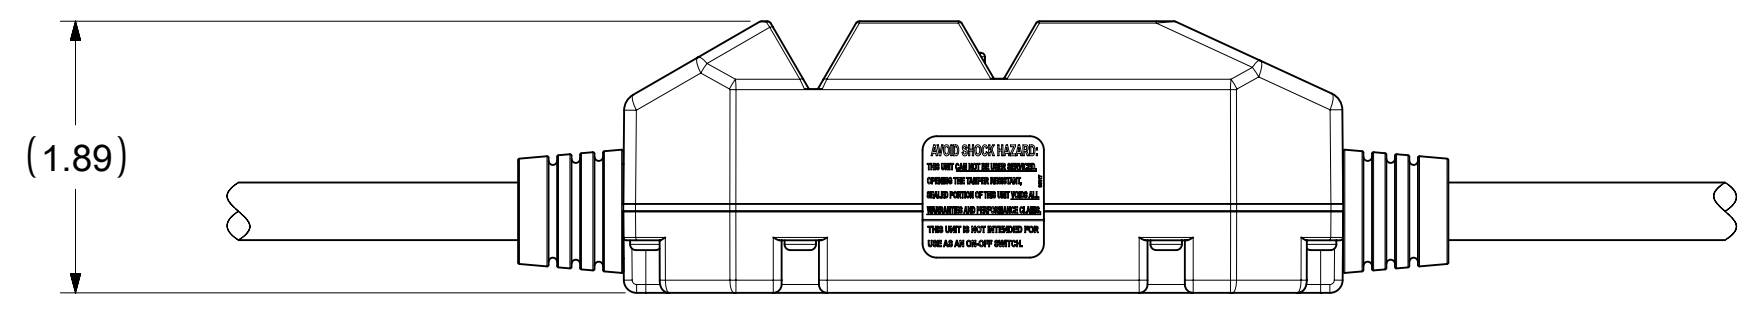 (1.89)
AVOID SHOCK HAZARD:
THIS UNIT CAN NOT BE USER SERVICED.
OPENING THE TAMPER RESISTANT,
SEALED PORTION OF THIS UNIT VOIDS ALL
WARRANTIES AND PERFORMANCE CLAIMS.
THIS UNIT IS NOT INTENDED FOR
USE AS AN ON-OFF SWITCH.